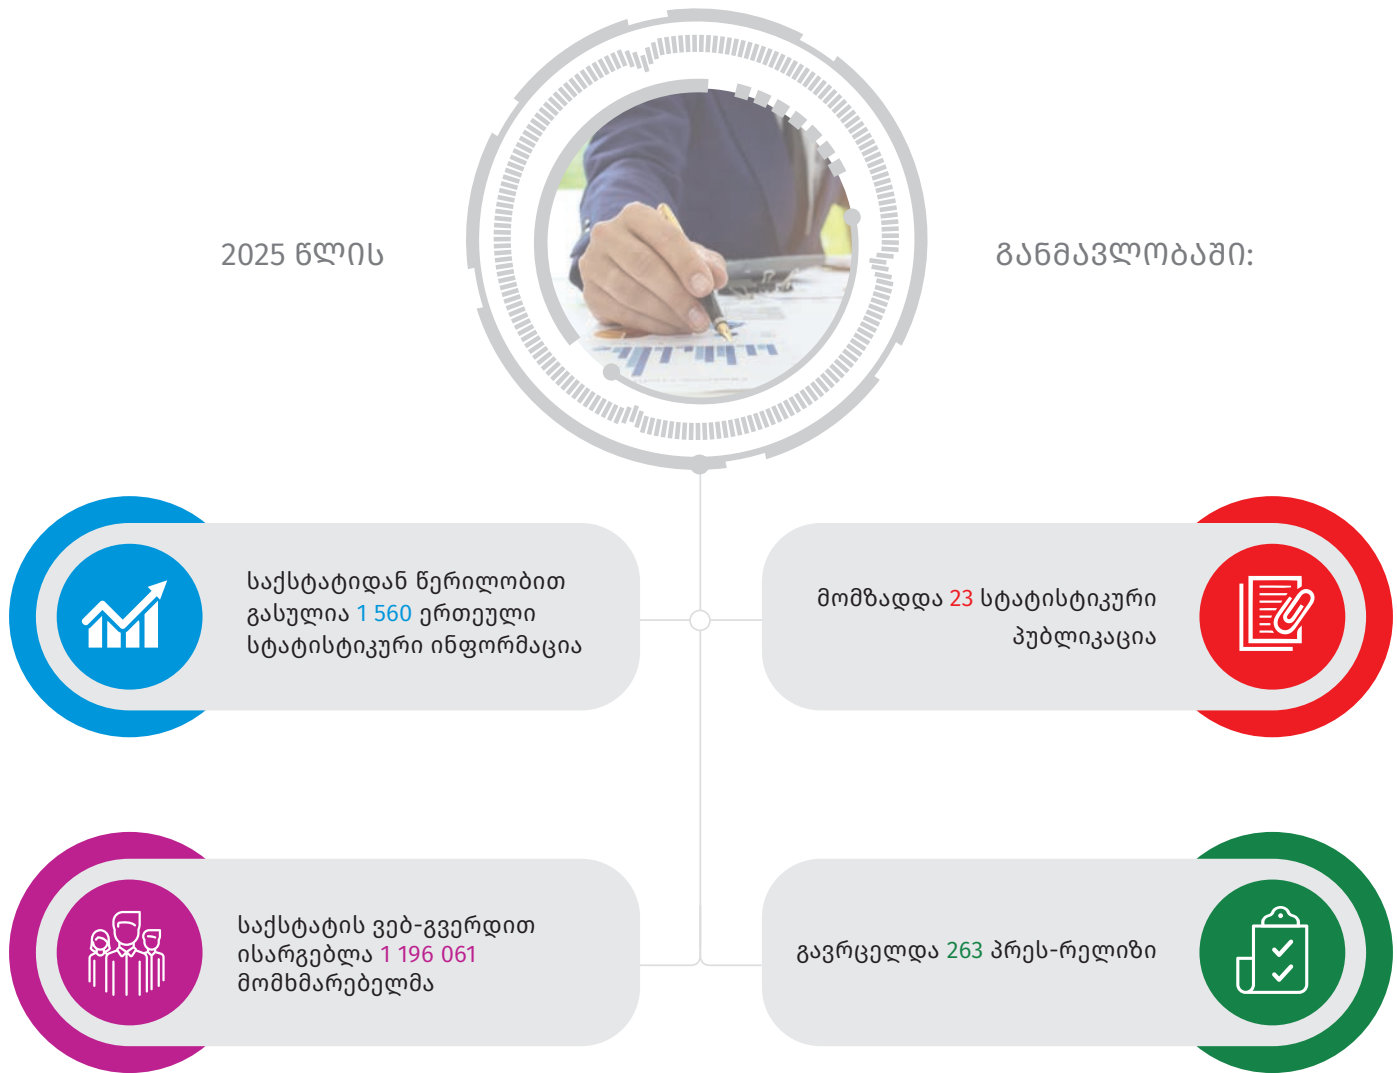 2025 წლის
განმავლობაში:
საქსტატიდან წერილობით
გასულია 1 560 ერთეული
სტატისტიკური ინფორმაცია
მომზადდა 23 სტატისტიკური
პუბლიკაცია
საქსტატის ვებ-გვერდით
ისარგებლა 1 196 061
მომხმარებელმა
გავრცელდა 263 პრეს-რელიზი